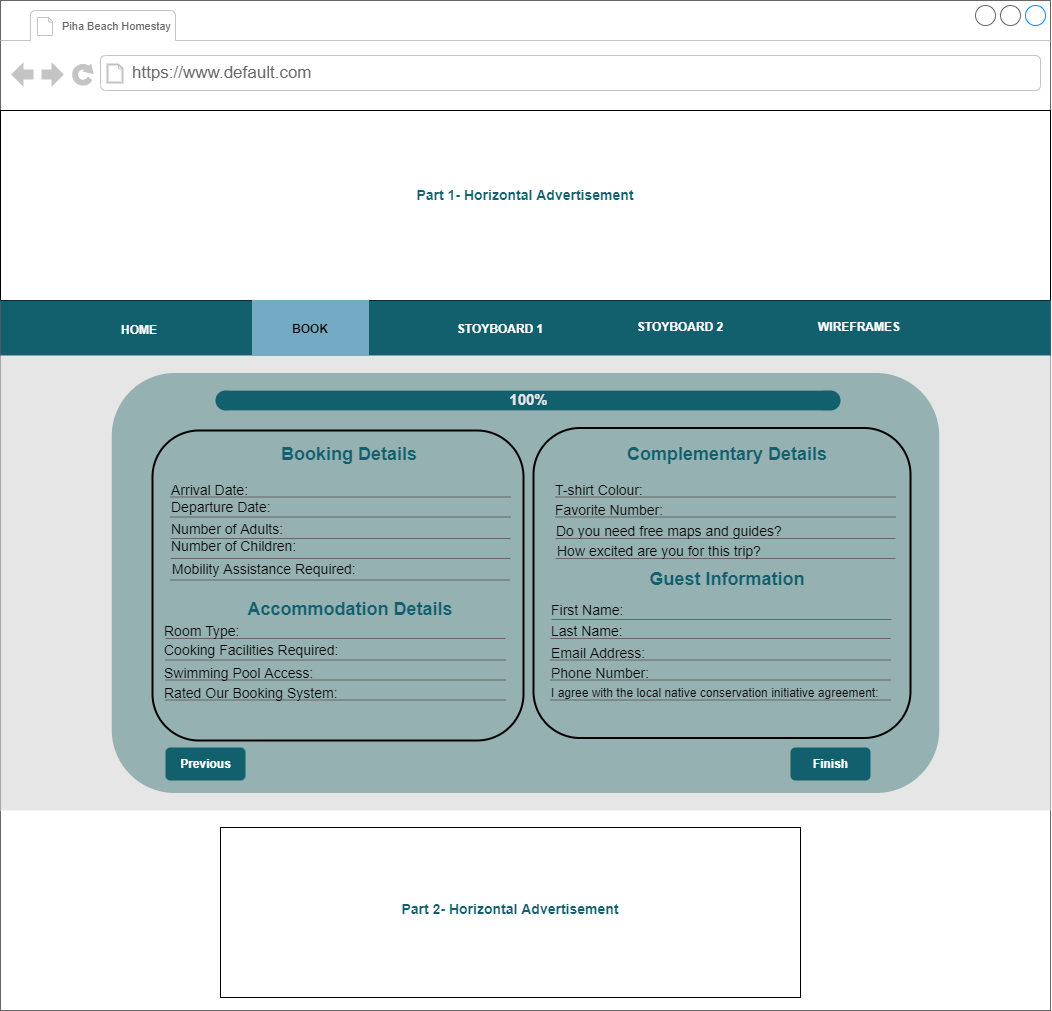 Piha Beach Homestay
https://www.default.com
Part 1- Horizontal Advertisement
HOME
BOOK
STOYBOARD 1
STOYBOARD 2
WIREFRAMES
100%
Booking Details
Arrival Date:
Departure Date:
Number of Adults:
Number of Children:
Mobility Assistance Required:
Accommodation Details
Room Type:
Cooking Facilities Required:
Swimming Pool Access:
Rated Our Booking System:
Complementary Details
T-shirt Colour:
Favorite Number:
Do you need free maps and guides?
How excited are you for this trip?
Guest Information
First Name:
Last Name:
Email Address:
Phone Number:
I agree with the local native conservation initiative agreement:
Previous
Finish
Part 2- Horizontal Advertisement